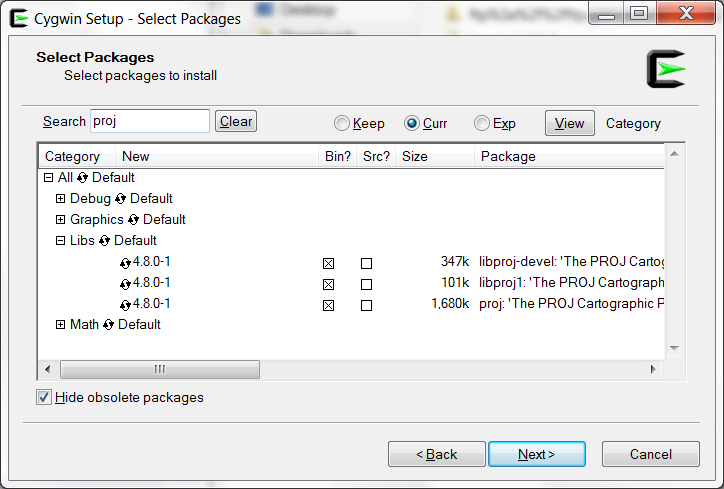 Cygwin Setup - Select Packages
Select Packages
Select packages to install
Search proj Clear Keep Curr Exp View Category
Category New Bin? Src? Size Package
All Default
Debug Default
Graphics Default
Libs Default
4.8.0-1 347k libproj-devel: 'The PROJ Cartog
4.8.0-1 101k libproj1: 'The PROJ Cartograph
4.8.0-1 1,680k proj: 'The PROJ Cartographic P
Math Default
Hide obsolete packages
< Back Next > Cancel